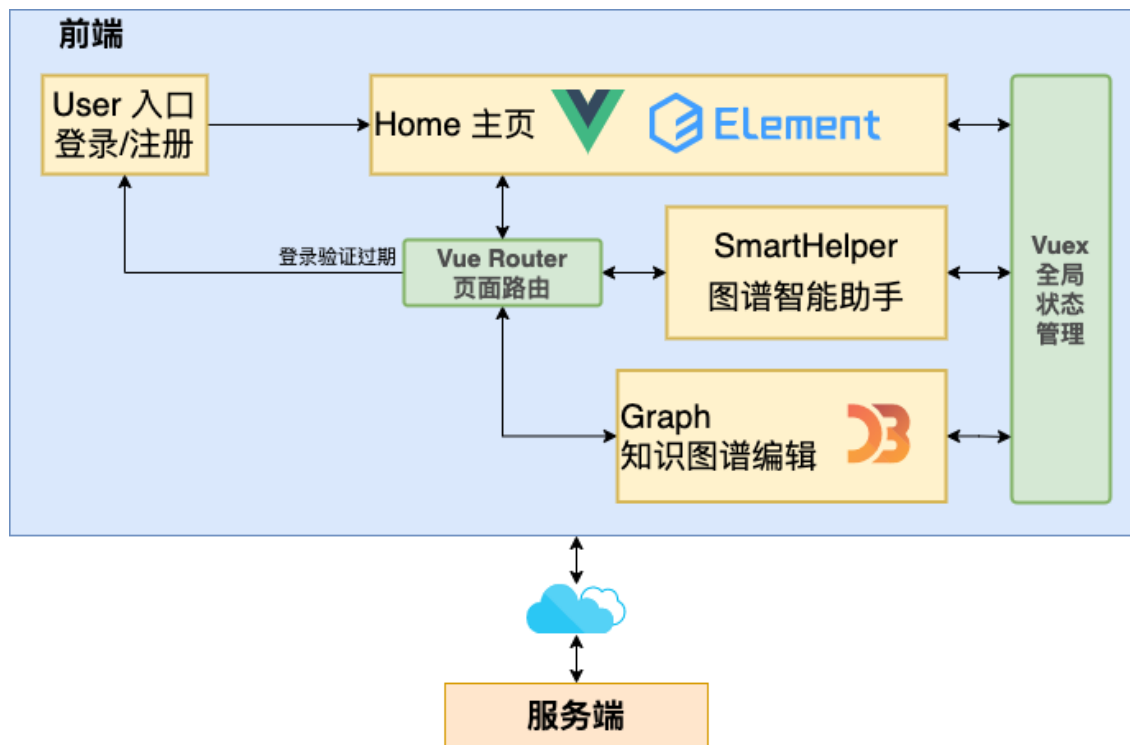 前端
User 入口
登录/注册
Home 主页
Element
登录验证过期
Vue Router
页面路由
SmartHelper
图谱智能助手
Vuex
全局
状态
管理
Graph
知识图谱编辑
服务端